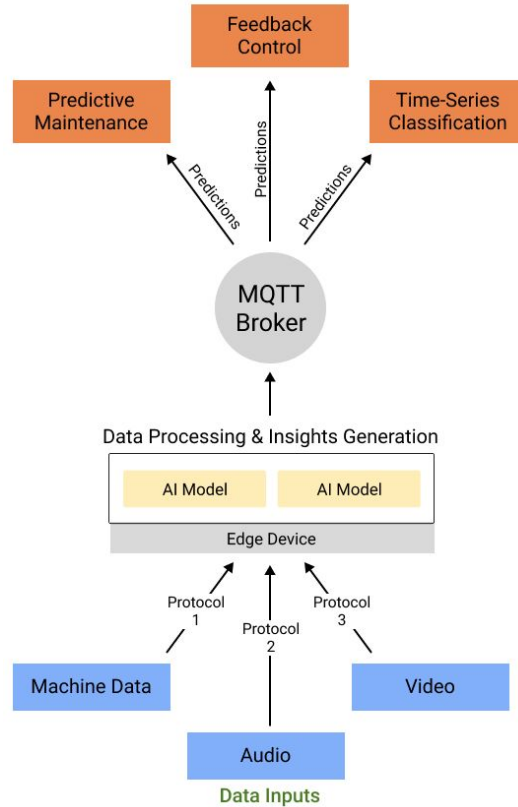 Feedback
Control
Predictive
Maintenance
Time-Series
Classification
Predictions
Predictions
Predictions
MQTT
Broker
Data Processing & Insights Generation
AI Model
AI Model
Edge Device
Protocol
1
Protocol
2
Protocol
3
Machine Data
Video
Audio
Data Inputs